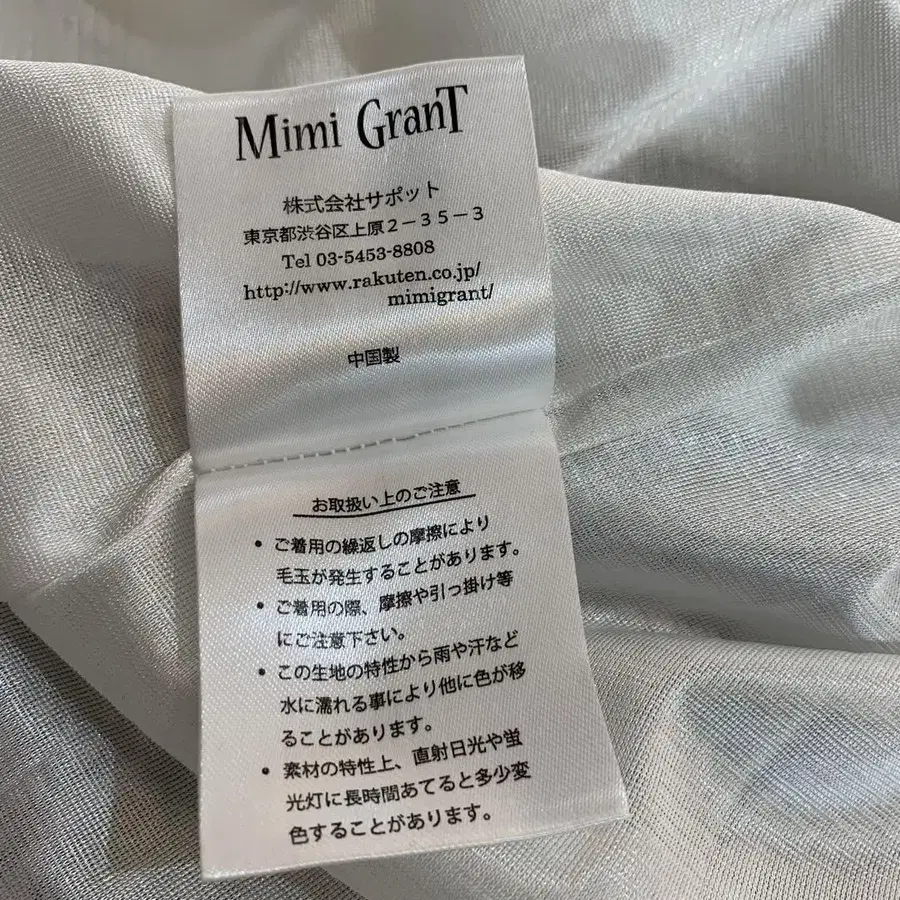 Mimi GranT
株式会社サポット
東京都渋谷区上原2-35-3
Tel 03-5453-8808
http://www.rakuten.co.jp/
mimigrant/
中国製
お取扱い上のご注意
• ご着用の繰返しの摩擦により
毛玉が発生することがあります。
• ご着用の際、摩擦や引っ掛け等
にご注意下さい。
• この生地の特性から雨や汗など
水に濡れる事により他に色が移
ることがあります。
• 素材の特性上、直射日光や蛍
光灯に長時間あてると多少変
色することがあります。